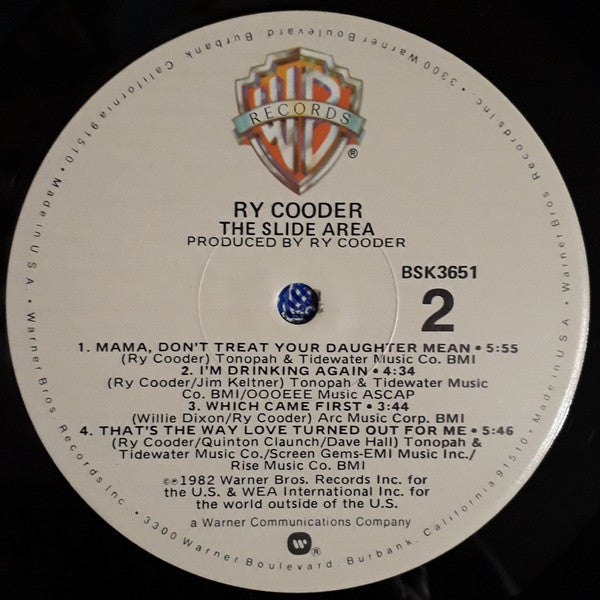 WB
RECORDS
®
RY COODER
THE SLIDE AREA
PRODUCED BY RY COODER
BSK3651
2
1. MAMA, DON'T TREAT YOUR DAUGHTER MEAN • 5:55
(Ry Cooder) Tonopah & Tidewater Music Co. BMI
2. I'M DRINKING AGAIN • 4:34
(Ry Cooder/Jim Keltner) Tonopah & Tidewater Music
Co. BMI/OOOEEE Music ASCAP
3. WHICH CAME FIRST • 3:44
(Willie Dixon/Ry Cooder) Arc Music Corp. BMI
4. THAT'S THE WAY LOVE TURNED OUT FOR ME • 5:46
(Ry Cooder/Quinton Claunch/Dave Hall) Tonopah &
Tidewater Music Co./Screen Gems-EMI Music Inc./
Rise Music Co. BMI
©℗1982 Warner Bros. Records Inc. for
the U.S. & WEA International Inc. for
the world outside of the U.S.
a Warner Communications Company
W®
Warner Bros. Records Inc. • 3300 Warner Boulevard, Burbank, California 91510 • Made in U.S.A. •
Warner Bros. Records Inc. • 3300 Warner Boulevard, Burbank, California 91510 • Made in U.S.A. •